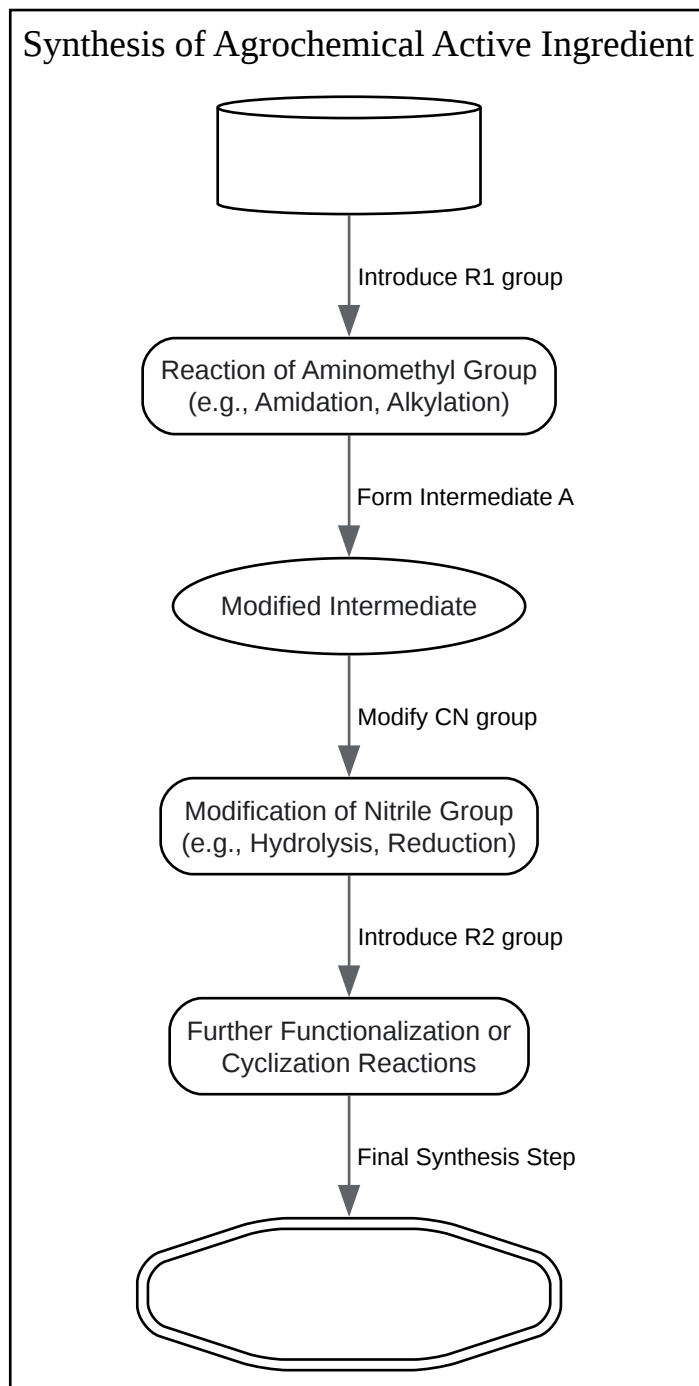 Synthesis of Agrochemical Active Ingredient
Introduce R1 group
Reaction of Aminomethyl Group
(e.g., Amidation, Alkylation)
Form Intermediate A
Modified Intermediate
Modify CN group
Modification of Nitrile Group
(e.g., Hydrolysis, Reduction)
Introduce R2 group
Further Functionalization or
Cyclization Reactions
Final Synthesis Step